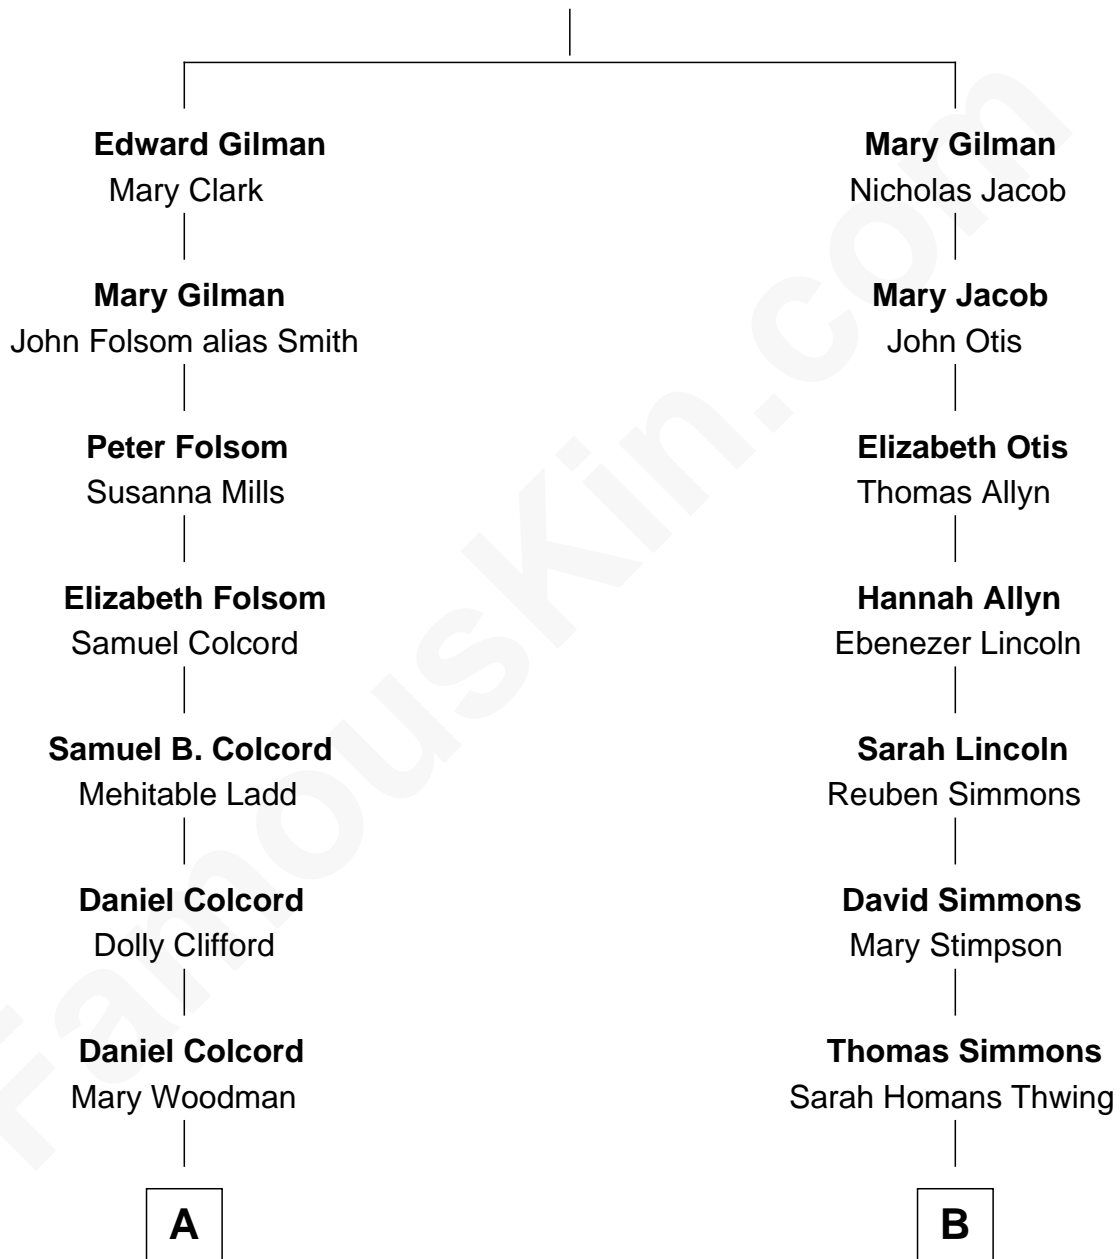 Edward Gilman
Mary Clark
Mary Gilman
John Folsom alias Smith
Peter Folsom
Susanna Mills
Elizabeth Folsom
Samuel Colcord
Samuel B. Colcord
Mehitable Ladd
Daniel Colcord
Dolly Clifford
Daniel Colcord
Mary Woodman
A
Mary Gilman
Nicholas Jacob
Mary Jacob
John Otis
Elizabeth Otis
Thomas Allyn
Hannah Allyn
Ebenezer Lincoln
Sarah Lincoln
Reuben Simmons
David Simmons
Mary Stimpson
Thomas Simmons
Sarah Homans Thwing
B
FamousKin.com